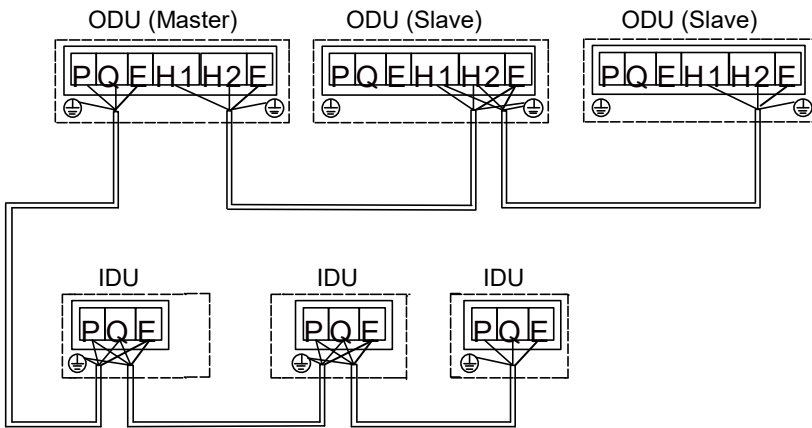 ODU (Master) ODU (Slave) ODU (Slave)
P Q E H1 H2 E P Q E H1 H2 E P Q E H1 H2 E
IDU IDU IDU
P Q E P Q E P Q E